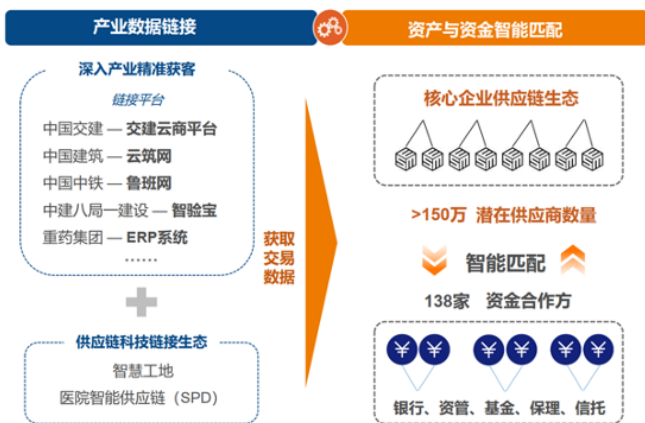 产业数据链接
资产与资金智能匹配
深入产业精准获客
链接平台
中国交建 — 交建云商平台
中国建筑 — 云筑网
中国中铁 — 鲁班网
中建八局一建设 — 智验宝
重药集团 — ERP系统
……
供应链科技链接生态
智慧工地
医院智能供应链（SPD）
获取
交易
数据
核心企业供应链生态
>150万 潜在供应商数量
智能匹配
138家 资金合作方
¥ ¥ ¥ ¥ ¥ ¥
银行、资管、基金、保理、信托